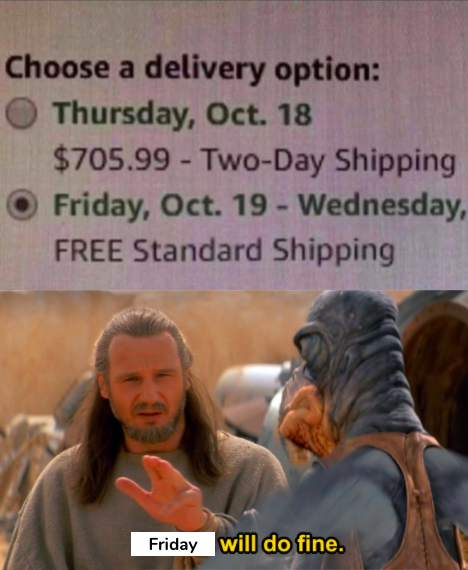 Choose a delivery option:
Thursday, Oct. 18
$705.99 - Two-Day Shipping
Friday, Oct. 19 - Wednesday,
FREE Standard Shipping
Friday will do fine.